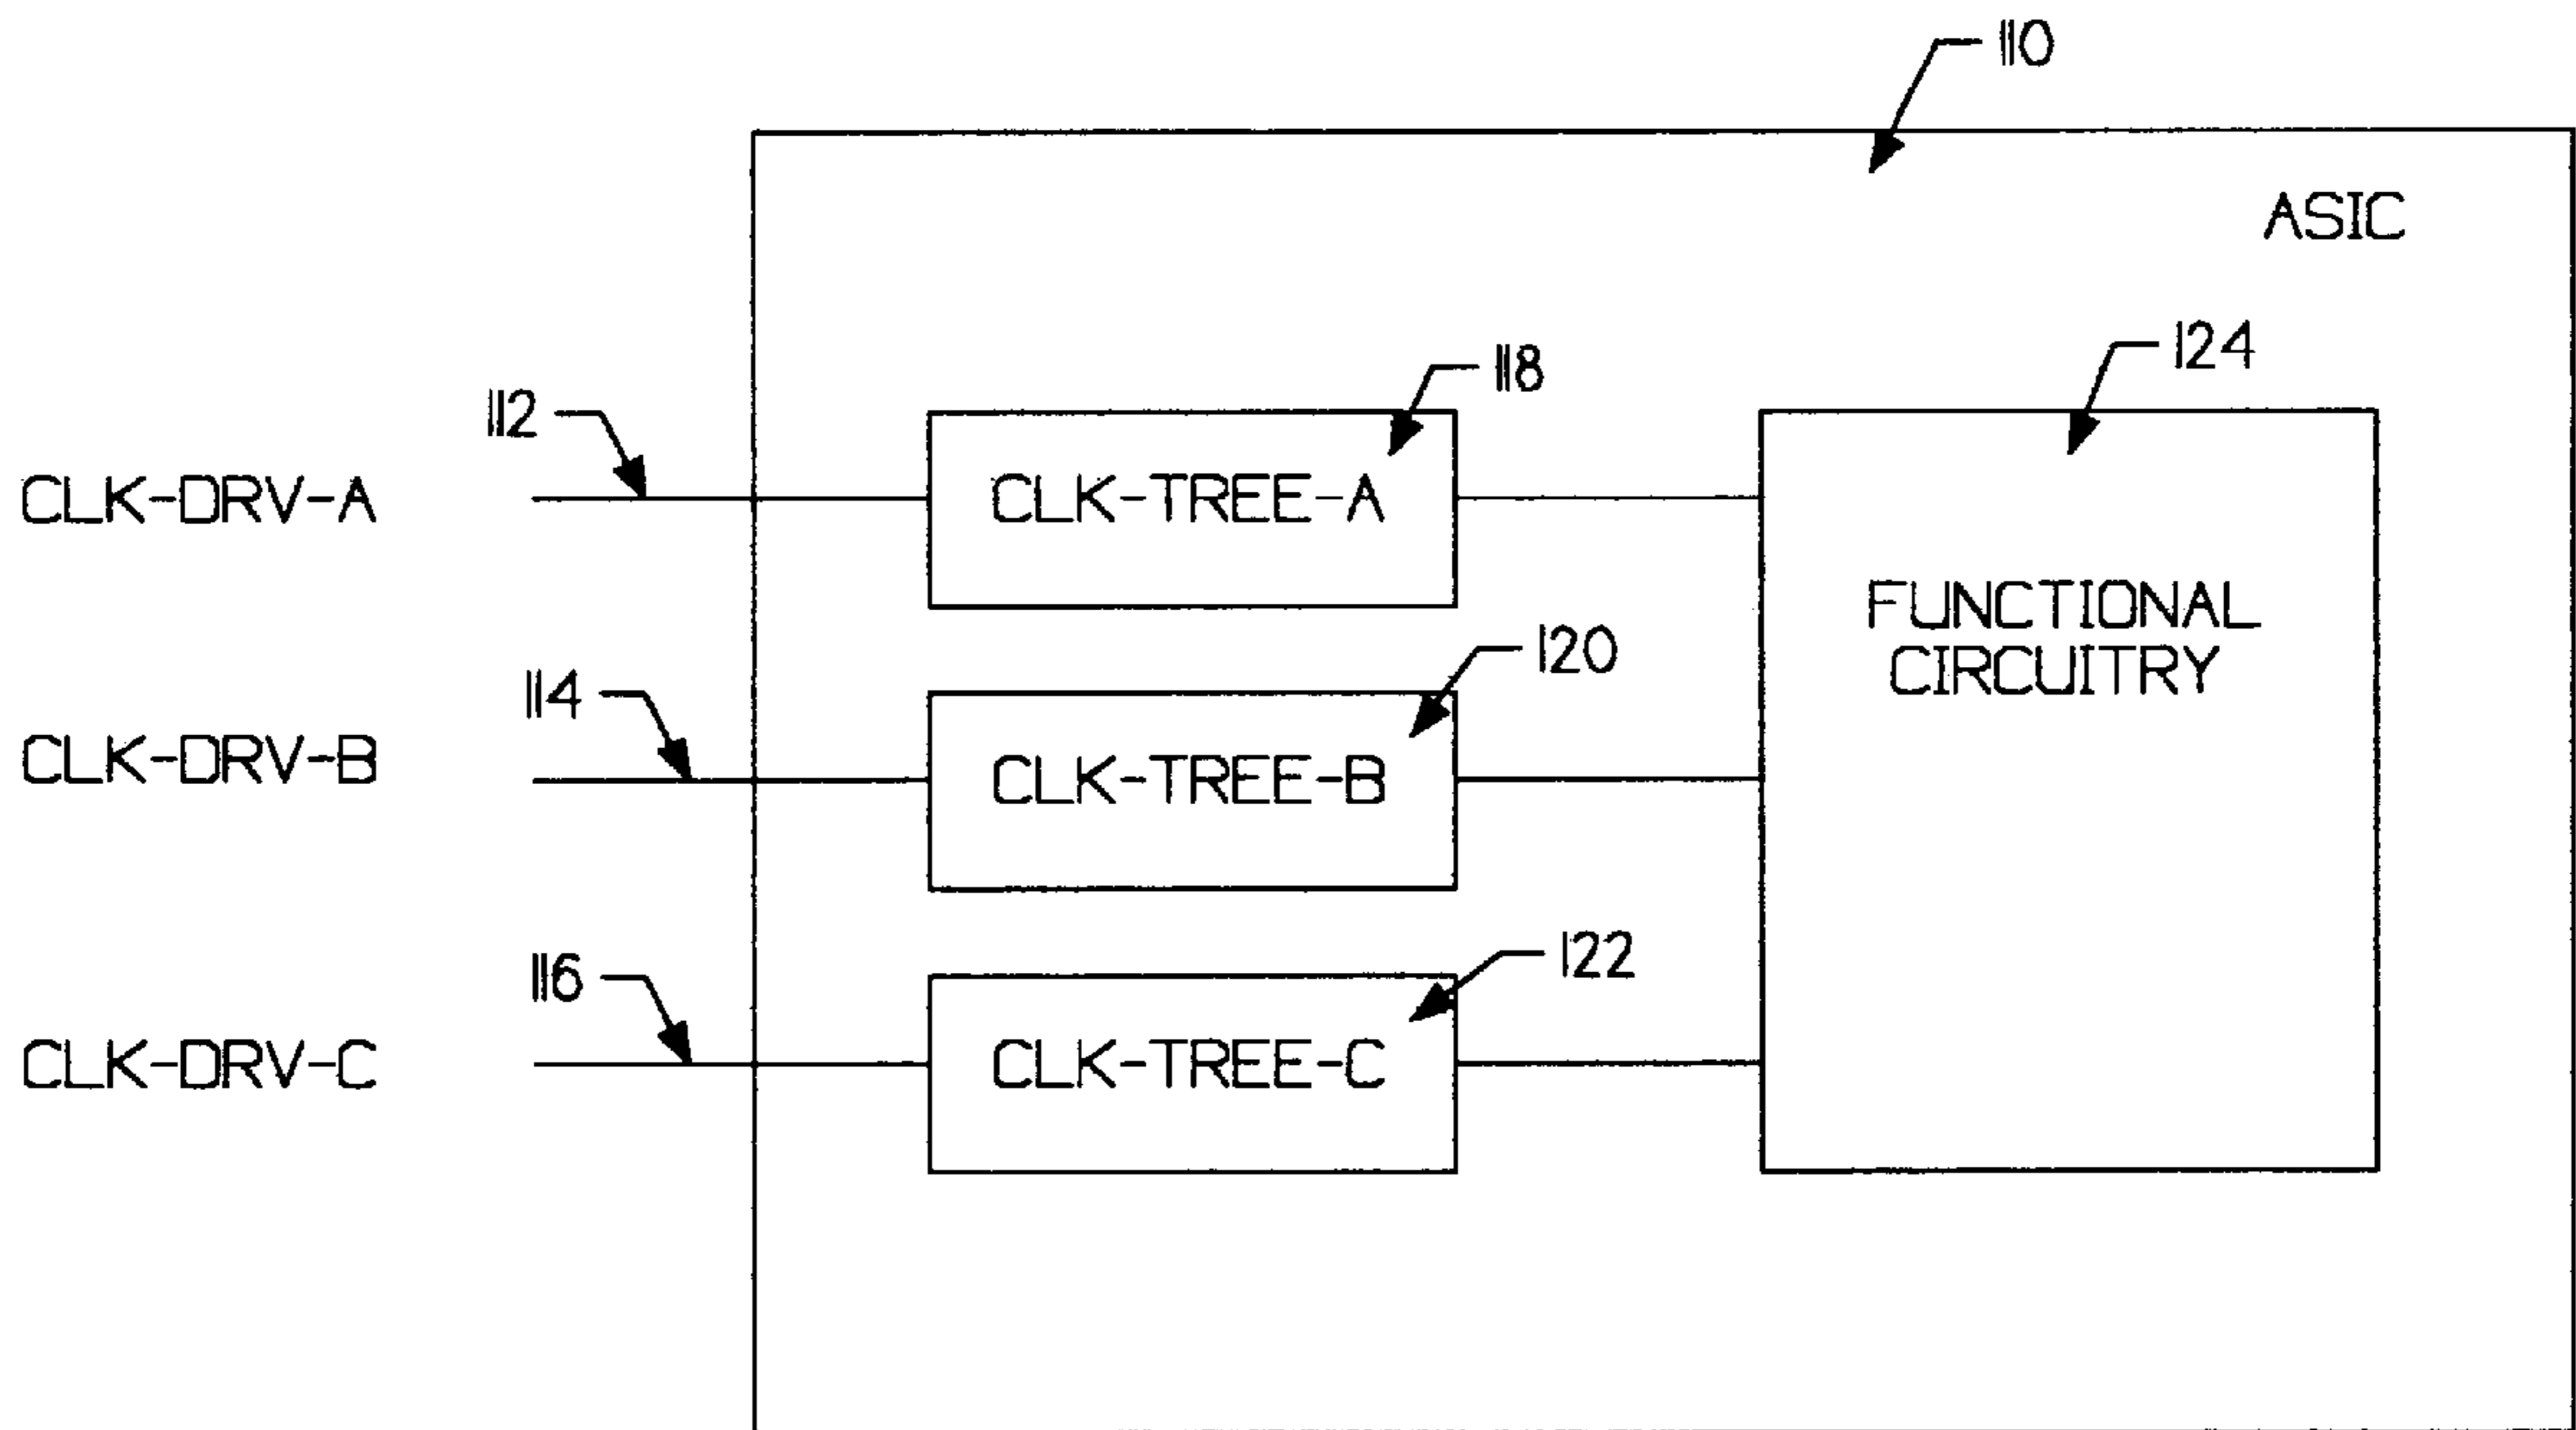 110
ASIC
124
118
112
CLK-DRV-A
CLK-TREE-A
FUNCTIONAL
CIRCUITRY
120
114
CLK-DRV-B
CLK-TREE-B
122
116
CLK-DRV-C
CLK-TREE-C